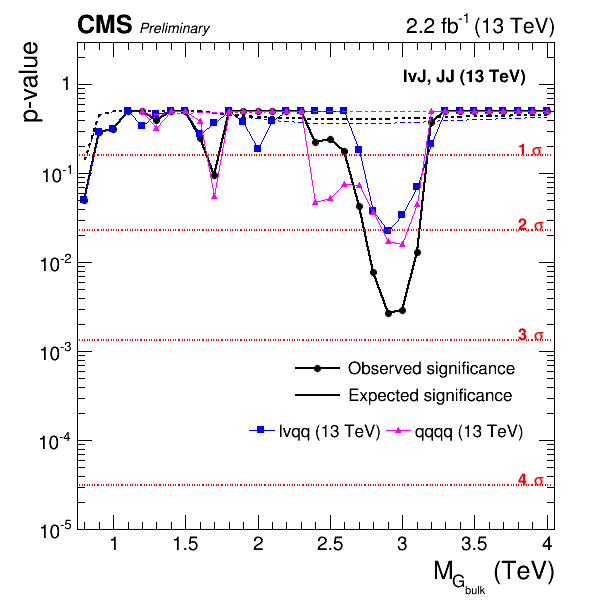 CMS Preliminary 2.2 fb⁻¹ (13 TeV)
lνJ, JJ (13 TeV)
p-value
1
10⁻¹
10⁻²
10⁻³
10⁻⁴
10⁻⁵
1 σ
2 σ
3 σ
4 σ
Observed significance
Expected significance
lvqq (13 TeV) qqqq (13 TeV)
1 1.5 2 2.5 3 3.5 4
M_G_bulk (TeV)